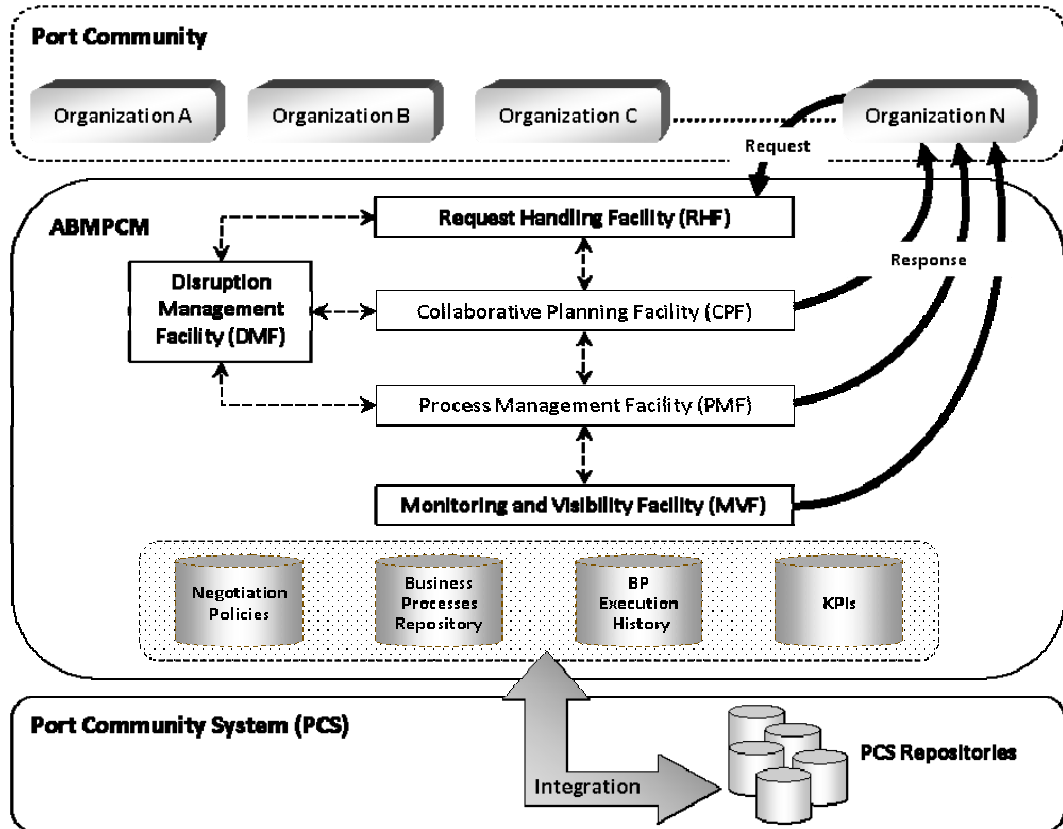 Port Community
Organization A
Organization B
Organization C
Organization N
Request
ABMPCM
Request Handling Facility (RHF)
Disruption
Management
Facility (DMF)
Response
Collaborative Planning Facility (CPF)
Process Management Facility (PMF)
Monitoring and Visibility Facility (MVF)
Negotiation
Policies
Business
Processes
Repository
BP
Execution
History
KPIs
Port Community System (PCS)
PCS Repositories
Integration